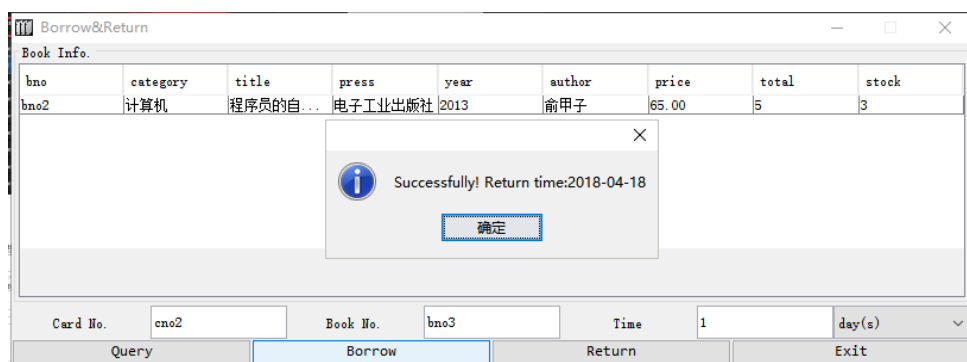 Borrow&Return
Book Info.
bno category title press year author price total stock
bno2 计算机 程序员的自... 电子工业出版社 2013 俞甲子 65.00 5 3
Successfully! Return time:2018-04-18
确定
Card No. cno2 Book No. bno3 Time 1 day(s)
Query Borrow Return Exit